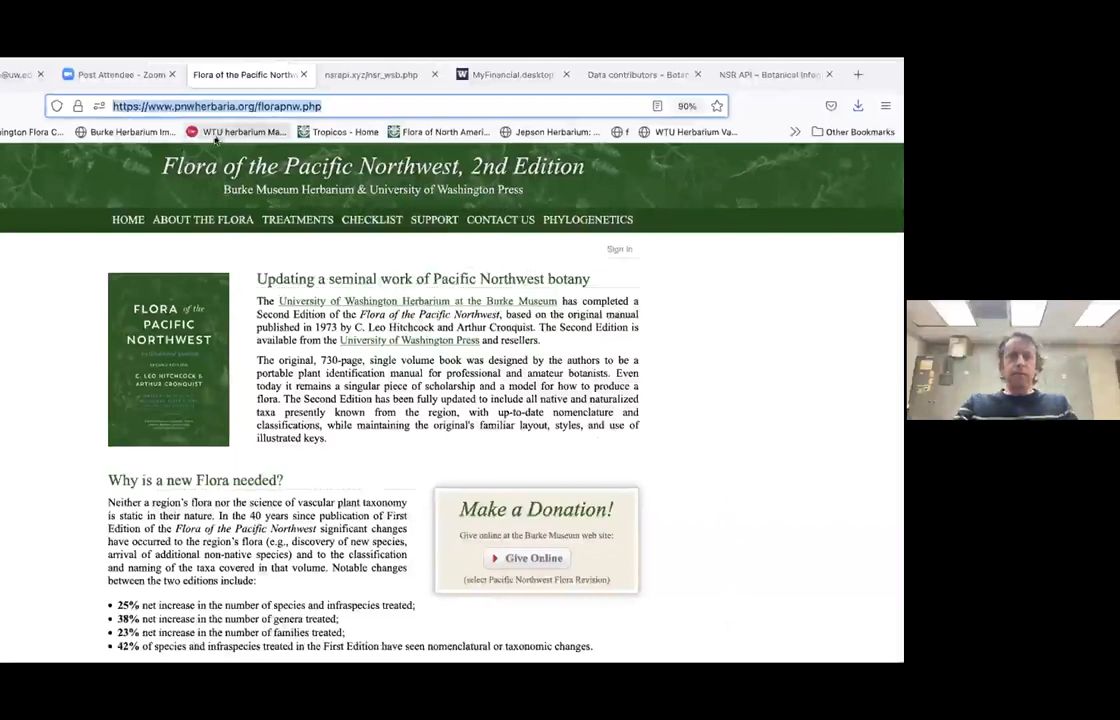 @uw.ed
Post Attendee - Zoom
Flora of the Pacific Northw
nsrapi.xyz/nsr_wsb.php
MyFinancial.desktop
Data contributors – Botan
NSR API – Botanical Infor
https://www.pnwherbaria.org/florapnw.php
90%
ington Flora C...
Burke Herbarium Im...
WTU herbarium Ma...
Tropicos - Home
Flora of North Ameri...
Jepson Herbarium: ...
f
WTU Herbarium Va...
Other Bookmarks
Flora of the Pacific Northwest, 2nd Edition
Burke Museum Herbarium & University of Washington Press
HOME ABOUT THE FLORA TREATMENTS CHECKLIST SUPPORT CONTACT US PHYLOGENETICS
Sign In
FLORA of the
PACIFIC
NORTHWEST
SECOND EDITION
C. LEO HITCHCOCK &
ARTHUR CRONQUIST
Updating a seminal work of Pacific Northwest botany
The University of Washington Herbarium at the Burke Museum has completed a
Second Edition of the Flora of the Pacific Northwest, based on the original manual
published in 1973 by C. Leo Hitchcock and Arthur Cronquist. The Second Edition is
available from the University of Washington Press and resellers.
The original, 730-page, single volume book was designed by the authors to be a
portable plant identification manual for professional and amateur botanists. Even
today it remains a singular piece of scholarship and a model for how to produce a
flora. The Second Edition has been fully updated to include all native and naturalized
taxa presently known from the region, with up-to-date nomenclature and
classifications, while maintaining the original's familiar layout, styles, and use of
illustrated keys.
Why is a new Flora needed?
Neither a region's flora nor the science of vascular plant taxonomy
is static in their nature. In the 40 years since publication of First
Edition of the Flora of the Pacific Northwest significant changes
have occurred to the region's flora (e.g., discovery of new species,
arrival of additional non-native species) and to the classification
and naming of the taxa covered in that volume. Notable changes
between the two editions include:
• 25% net increase in the number of species and infraspecies treated;
• 38% net increase in the number of genera treated;
• 23% net increase in the number of families treated;
• 42% of species and infraspecies treated in the First Edition have seen nomenclatural or taxonomic changes.
Make a Donation!
Give online at the Burke Museum web site:
Give Online
(select Pacific Northwest Flora Revision)